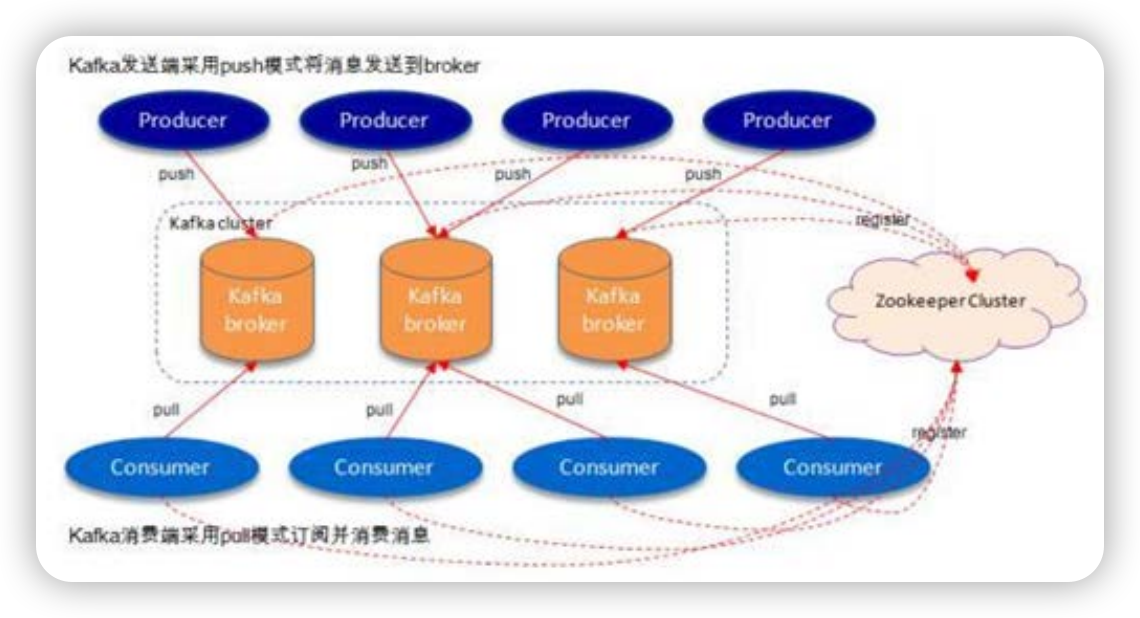 Kafka发送端采用push模式将消息发送到broker
Producer
Producer
Producer
Producer
push
push
push
push
Kafka cluster
register
Kafka
broker
Kafka
broker
Kafka
broker
Zookeeper Cluster
pull
pull
pull
pull
register
Consumer
Consumer
Consumer
Consumer
Kafka消费端采用pull模式订阅并消费消息